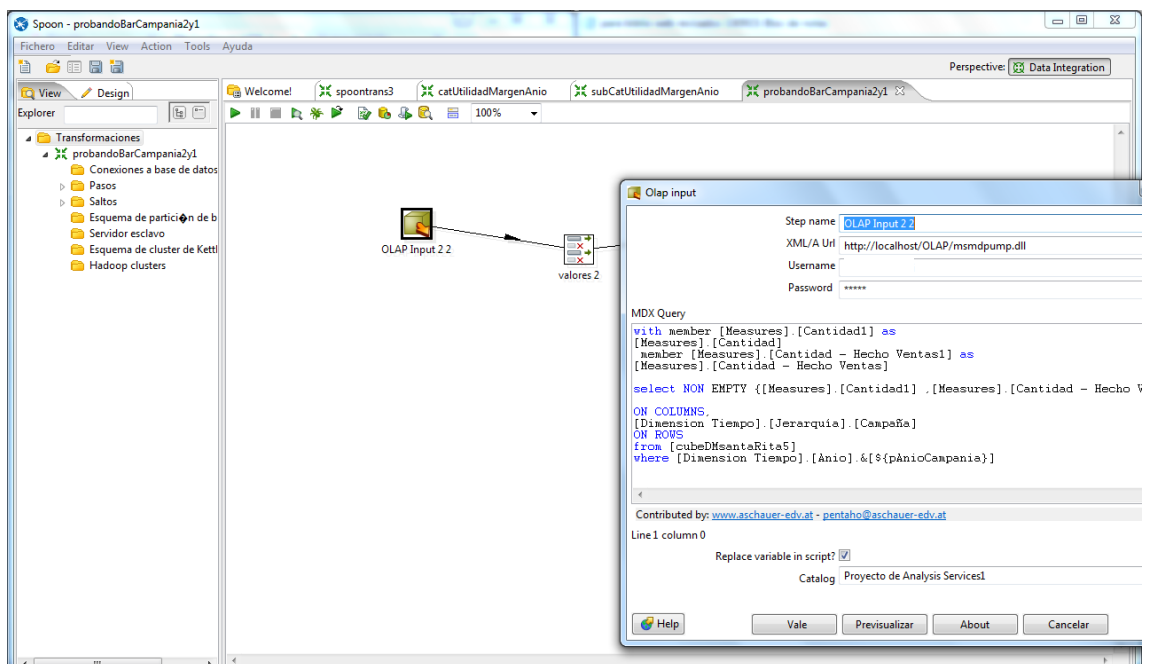 Spoon - probandoBarCampania2y1
Fichero Editar View Action Tools Ayuda
Perspective: Data Integration
View Design
Welcome! spoontrans3 catUtilidadMargenAnio subCatUtilidadMargenAnio probandoBarCampania2y1
Explorer
100%
Transformaciones
probandoBarCampania2y1
Conexiones a base de datos
Pasos
Saltos
Esquema de partici�n de b
Servidor esclavo
Esquema de cluster de Kettl
Hadoop clusters
OLAP Input 2 2
valores 2
Olap input
Step name OLAP Input 2 2
XML/A Url http://localhost/OLAP/msmdpump.dll
Username
Password *****
MDX Query
with member [Measures].[Cantidad1] as
[Measures].[Cantidad]
member [Measures].[Cantidad - Hecho Ventas1] as
[Measures].[Cantidad - Hecho Ventas]
select NON EMPTY {[Measures].[Cantidad1] ,[Measures].[Cantidad - Hecho V
ON COLUMNS,
[Dimension Tiempo].[Jerarquía].[Campaña]
ON ROWS
from [cubeDMsantaRita5]
where [Dimension Tiempo].[Anio].&[${pAnioCampania}]
Contributed by: www.aschauer-edv.at - pentaho@aschauer-edv.at
Line1 column 0
Replace variable in script?
Catalog Proyecto de Analysis Services1
Help Vale Previsualizar About Cancelar